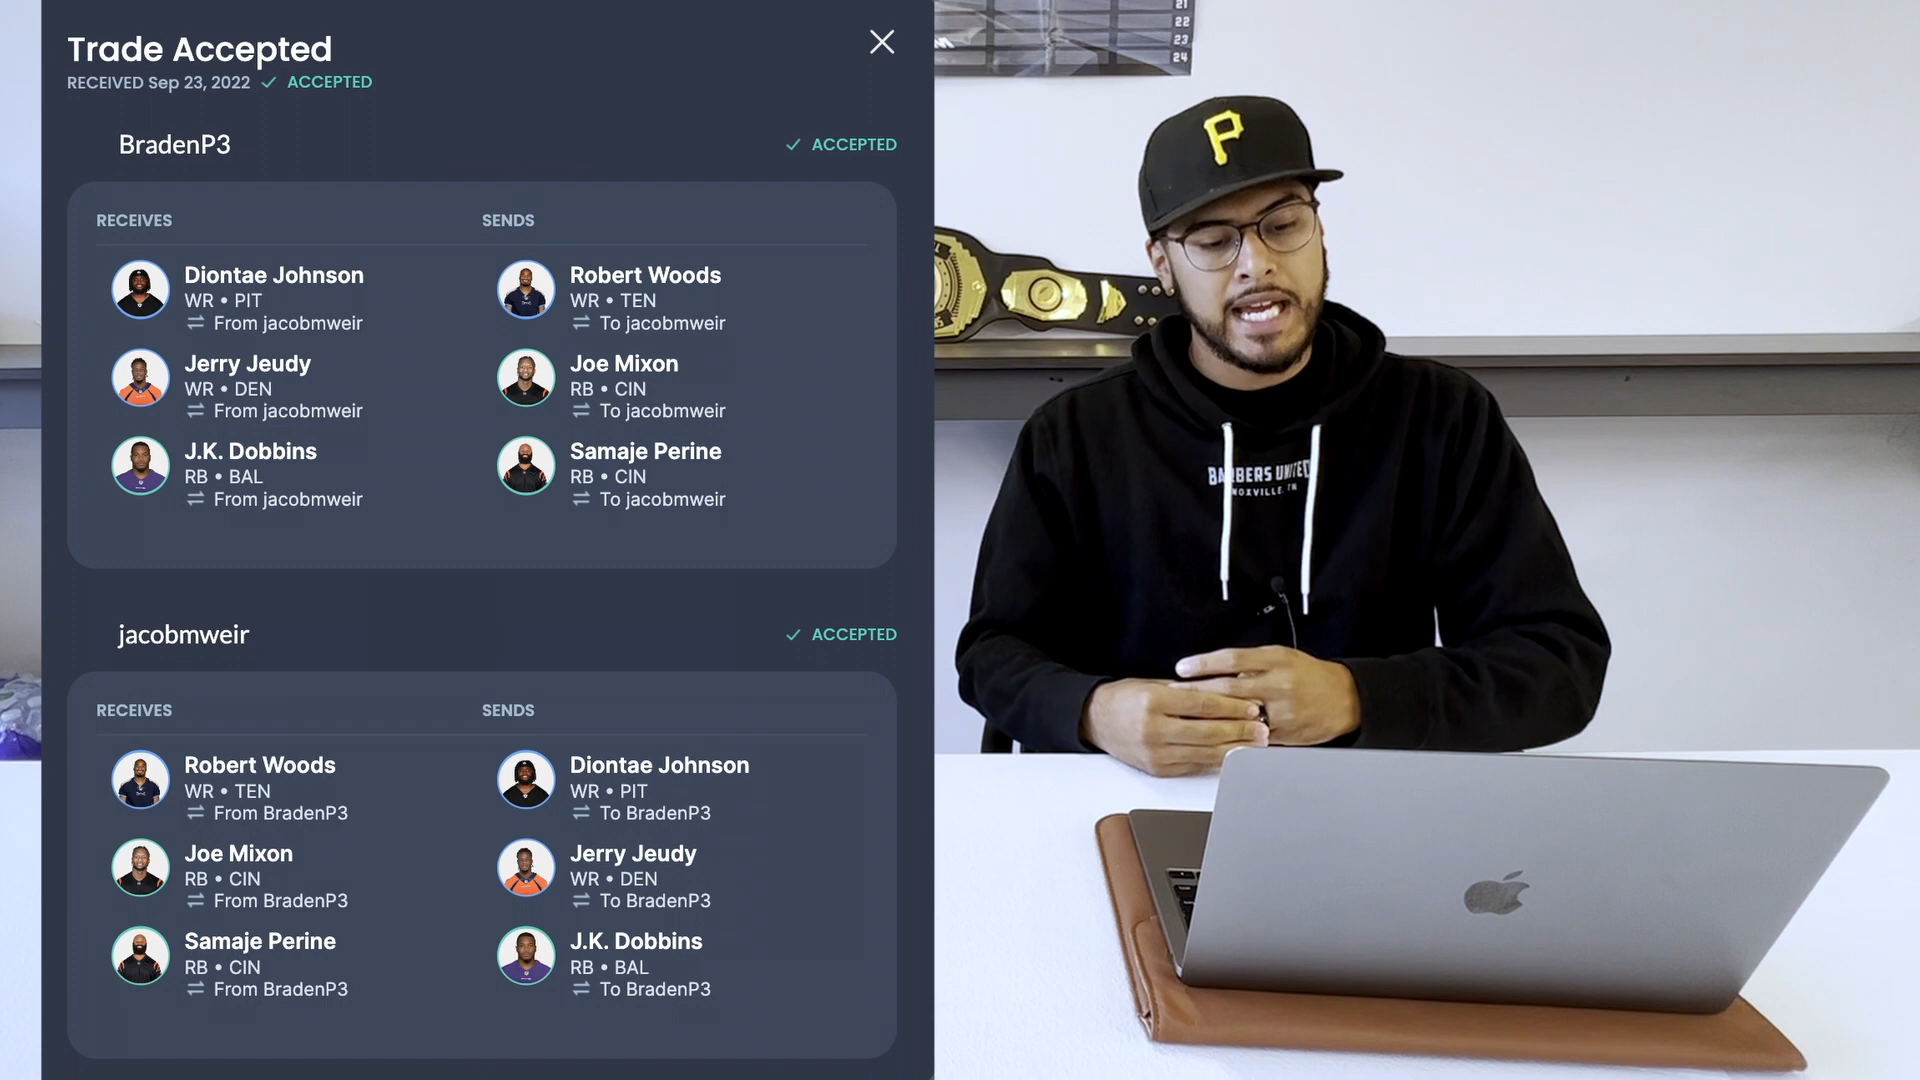 Trade Accepted
RECEIVED Sep 23, 2022 ACCEPTED
BradenP3
ACCEPTED
RECEIVES
SENDS
Diontae Johnson
WR • PIT
From jacobmweir
Robert Woods
WR • TEN
To jacobmweir
Jerry Jeudy
WR • DEN
From jacobmweir
Joe Mixon
RB • CIN
To jacobmweir
J.K. Dobbins
RB • BAL
From jacobmweir
Samaje Perine
RB • CIN
To jacobmweir
jacobmweir
ACCEPTED
RECEIVES
SENDS
Robert Woods
WR • TEN
From BradenP3
Diontae Johnson
WR • PIT
To BradenP3
Joe Mixon
RB • CIN
From BradenP3
Jerry Jeudy
WR • DEN
To BradenP3
Samaje Perine
RB • CIN
From BradenP3
J.K. Dobbins
RB • BAL
To BradenP3
21
22
23
24
P